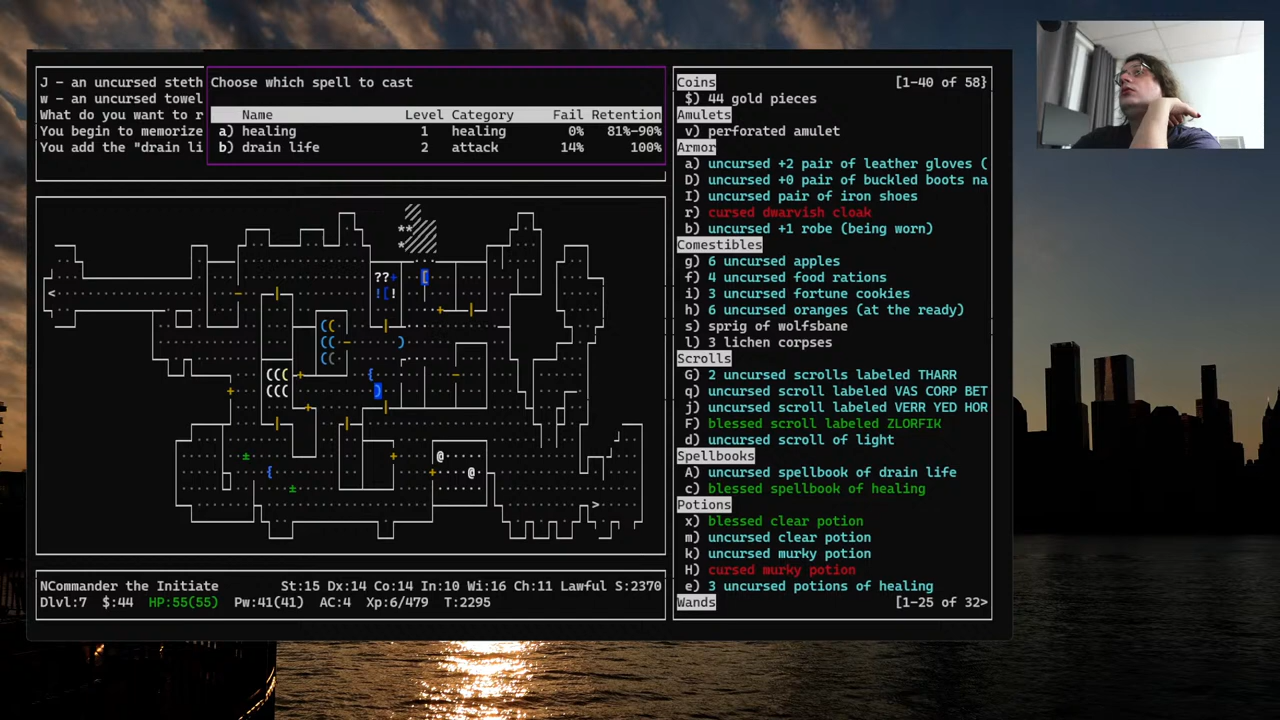 J - an uncursed steth
w - an uncursed towel
What do you want to r
You begin to memorize
You add the "drain li
Choose which spell to cast
Name Level Category Fail Retention
a) healing 1 healing 0% 81%-90%
b) drain life 2 attack 14% 100%
NCommander the Initiate St:15 Dx:14 Co:14 In:10 Wi:16 Ch:11 Lawful S:2370
Dlvl:7 $:44 HP:55(55) Pw:41(41) AC:4 Xp:6/479 T:2295
Coins [1-40 of 58}
$) 44 gold pieces
Amulets
v) perforated amulet
Armor
a) uncursed +2 pair of leather gloves (
D) uncursed +0 pair of buckled boots na
I) uncursed pair of iron shoes
r) cursed dwarvish cloak
b) uncursed +1 robe (being worn)
Comestibles
g) 6 uncursed apples
f) 4 uncursed food rations
i) 3 uncursed fortune cookies
h) 6 uncursed oranges (at the ready)
s) sprig of wolfsbane
l) 3 lichen corpses
Scrolls
G) 2 uncursed scrolls labeled THARR
q) uncursed scroll labeled VAS CORP BET
j) uncursed scroll labeled VERR YED HOR
F) blessed scroll labeled ZLORFIK
d) uncursed scroll of light
Spellbooks
A) uncursed spellbook of drain life
c) blessed spellbook of healing
Potions
x) blessed clear potion
m) uncursed clear potion
k) uncursed murky potion
H) cursed murky potion
e) 3 uncursed potions of healing
Wands [1-25 of 32>